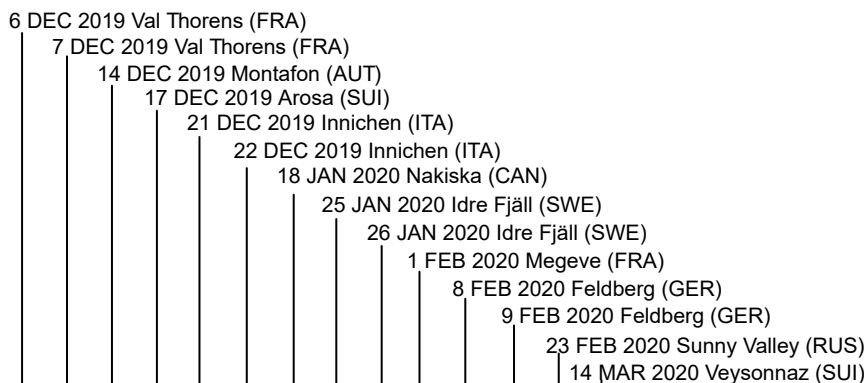 6 DEC 2019 Val Thorens (FRA)
7 DEC 2019 Val Thorens (FRA)
14 DEC 2019 Montafon (AUT)
17 DEC 2019 Arosa (SUI)
21 DEC 2019 Innichen (ITA)
22 DEC 2019 Innichen (ITA)
18 JAN 2020 Nakiska (CAN)
25 JAN 2020 Idre Fjäll (SWE)
26 JAN 2020 Idre Fjäll (SWE)
1 FEB 2020 Megeve (FRA)
8 FEB 2020 Feldberg (GER)
9 FEB 2020 Feldberg (GER)
23 FEB 2020 Sunny Valley (RUS)
14 MAR 2020 Veysonnaz (SUI)